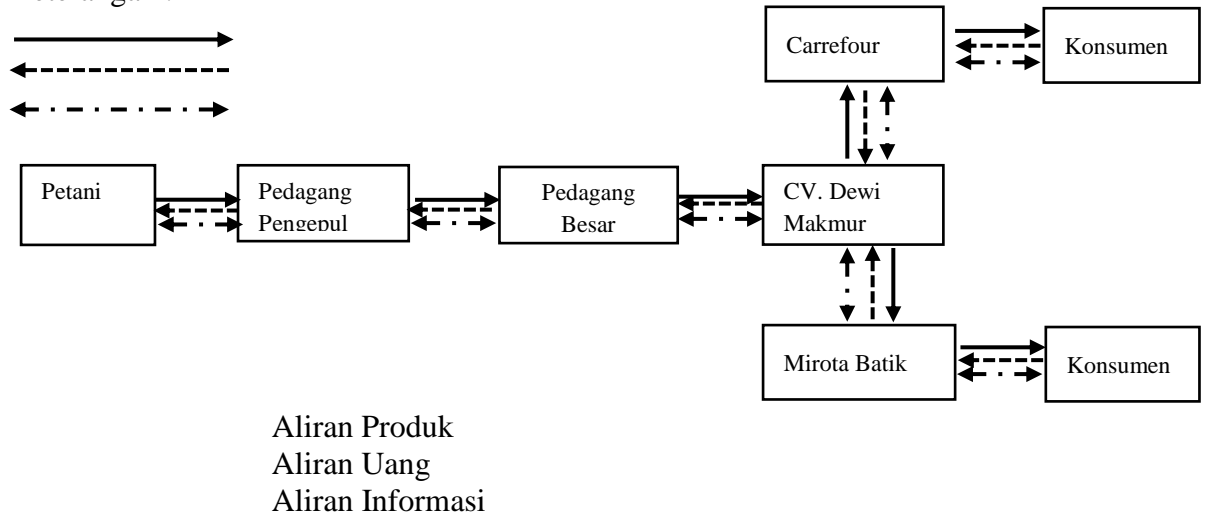 Carrefour
Konsumen
Petani
Pedagang
Pengepul
Pedagang
Besar
CV. Dewi
Makmur
Mirota Batik
Konsumen
Aliran Produk
Aliran Uang
Aliran Informasi